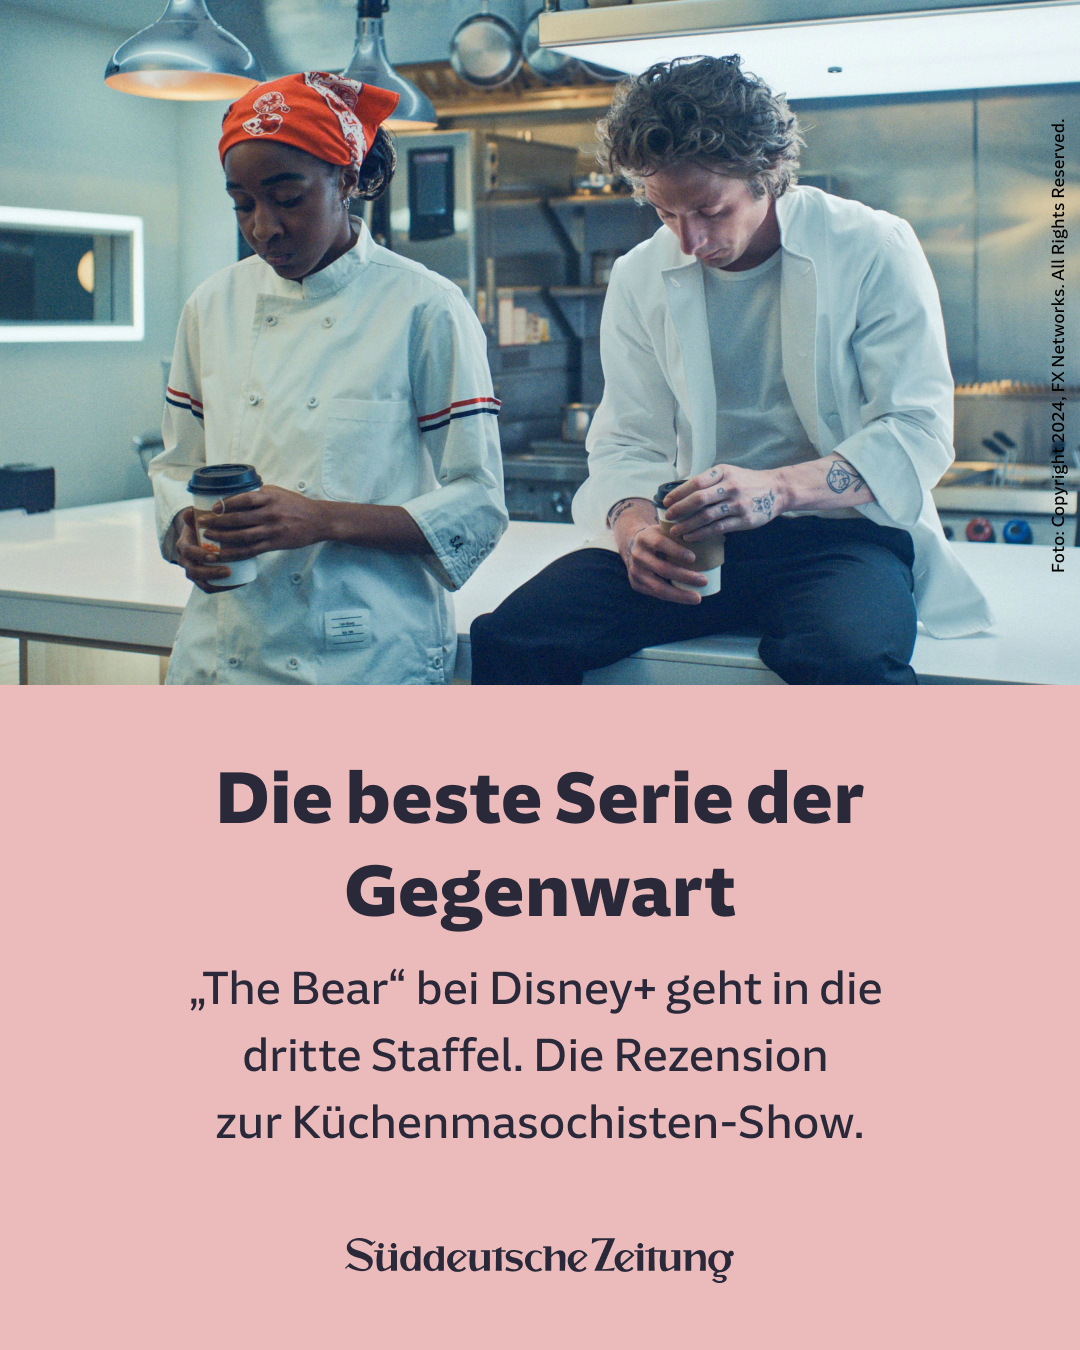 Foto: Copyright 2024, FX Networks. All Rights Reserved.
Die beste Serie der
Gegenwart
„The Bear“ bei Disney+ geht in die
dritte Staffel. Die Rezension
zur Küchenmasochisten-Show.
Süddeutsche Zeitung